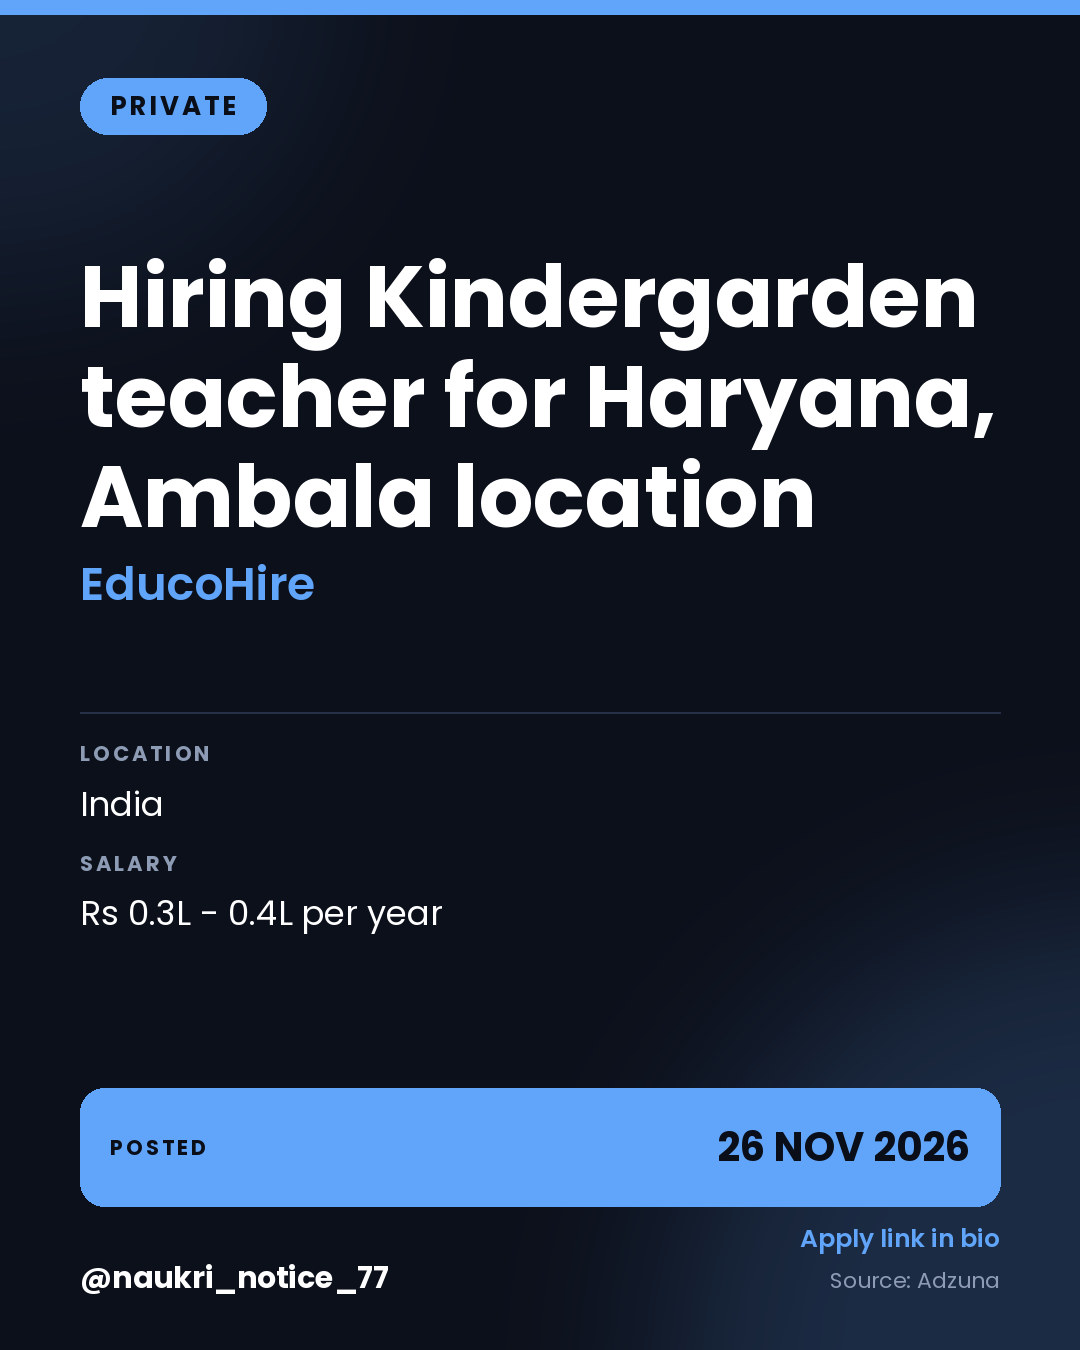 PRIVATE
Hiring Kindergarden
teacher for Haryana,
Ambala location
EducoHire
LOCATION
India
SALARY
Rs 0.3L - 0.4L per year
POSTED
26 NOV 2026
Apply link in bio
@naukri_notice_77
Source: Adzuna